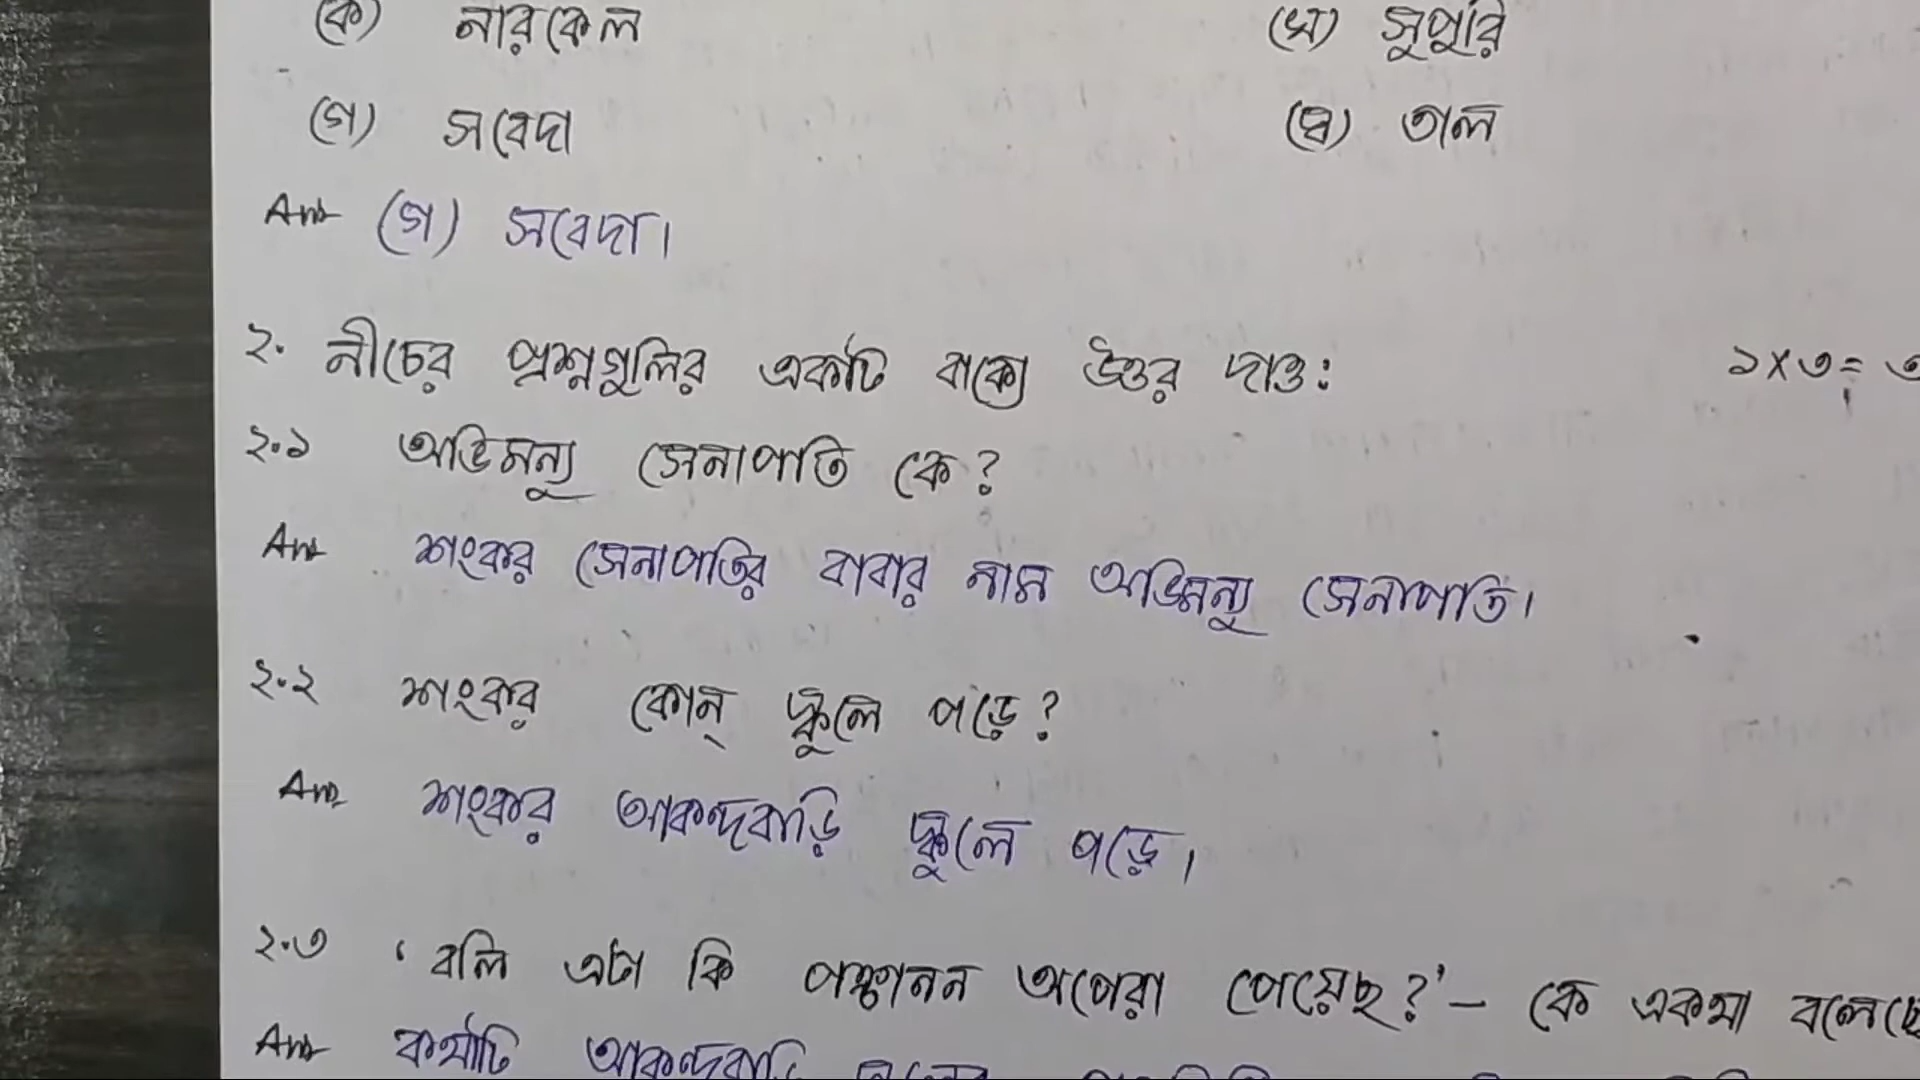 (ক) নারকেল (খ) সুপুরি
(গ) সবেদা (ঘ) তাল
Ans (গ) সবেদা।
২. নীচের প্রশ্নগুলির একটি বাক্যে উত্তর দাও: ১x৩= ৩
২.১ অভিমন্যু সেনাপতি কে?
Ans শংকর সেনাপতির বাবার নাম অভিমন্যু সেনাপতি।
২.২ শংকর কোন্ স্কুলে পড়ে?
Ans শংকর আকন্দবাড়ি স্কুলে পড়ে।
২.৩ 'বলি এটা কি পঞ্চানন অপেরা পেয়েছ?' – কে একথা বলেছে
Ans কথাটি আকন্দবাড়ি